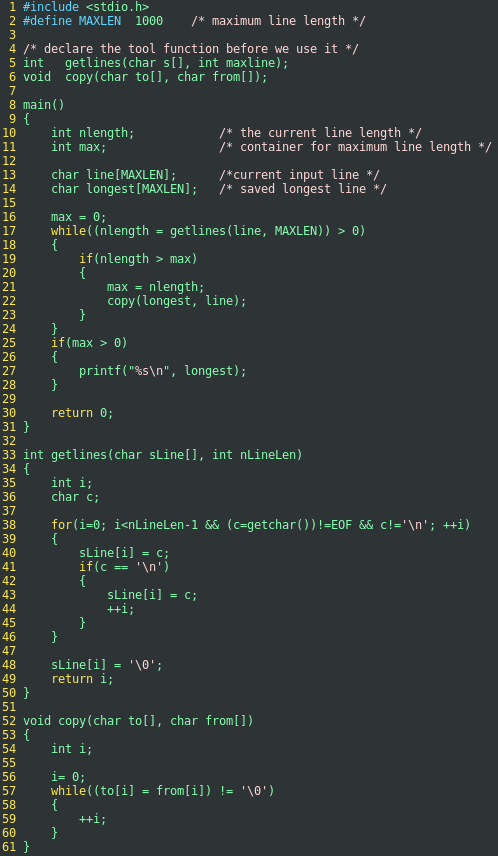 1 #include <stdio.h>
2 #define MAXLEN  1000    /* maximum line length */
3
4 /* declare the tool function before we use it */
5 int   getlines(char s[], int maxline);
6 void  copy(char to[], char from[]);
7
8 main()
9 {
10     int nlength;            /* the current line length */
11     int max;                /* container for maximum line length */
12
13     char line[MAXLEN];      /*current input line */
14     char longest[MAXLEN];   /* saved longest line */
15
16     max = 0;
17     while((nlength = getlines(line, MAXLEN)) > 0)
18     {
19         if(nlength > max)
20         {
21             max = nlength;
22             copy(longest, line);
23         }
24     }
25     if(max > 0)
26     {
27         printf("%s\n", longest);
28     }
29
30     return 0;
31 }
32
33 int getlines(char sLine[], int nLineLen)
34 {
35     int i;
36     char c;
37
38     for(i=0; i<nLineLen-1 && (c=getchar())!=EOF && c!='\n'; ++i)
39     {
40         sLine[i] = c;
41         if(c == '\n')
42         {
43             sLine[i] = c;
44             ++i;
45         }
46     }
47
48     sLine[i] = '\0';
49     return i;
50 }
51
52 void copy(char to[], char from[])
53 {
54     int i;
55
56     i= 0;
57     while((to[i] = from[i]) != '\0')
58     {
59         ++i;
60     }
61 }